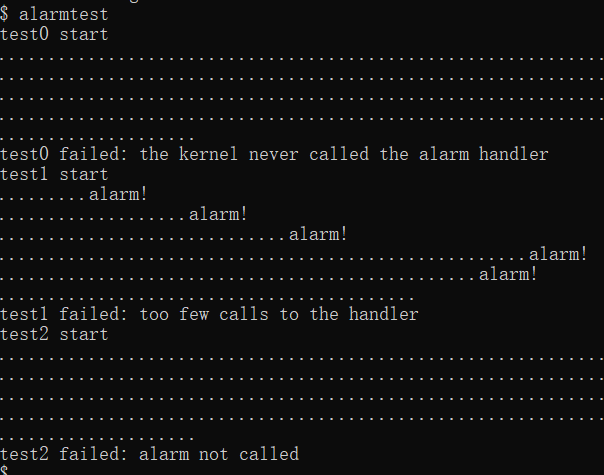 $ alarmtest
test0 start
.............................................................
.............................................................
.............................................................
.............................................................
....................
test0 failed: the kernel never called the alarm handler
test1 start
.........alarm!
...................alarm!
.............................alarm!
.....................................................alarm!
................................................alarm!
..........................................
test1 failed: too few calls to the handler
test2 start
.............................................................
.............................................................
.............................................................
.............................................................
....................
test2 failed: alarm not called
$